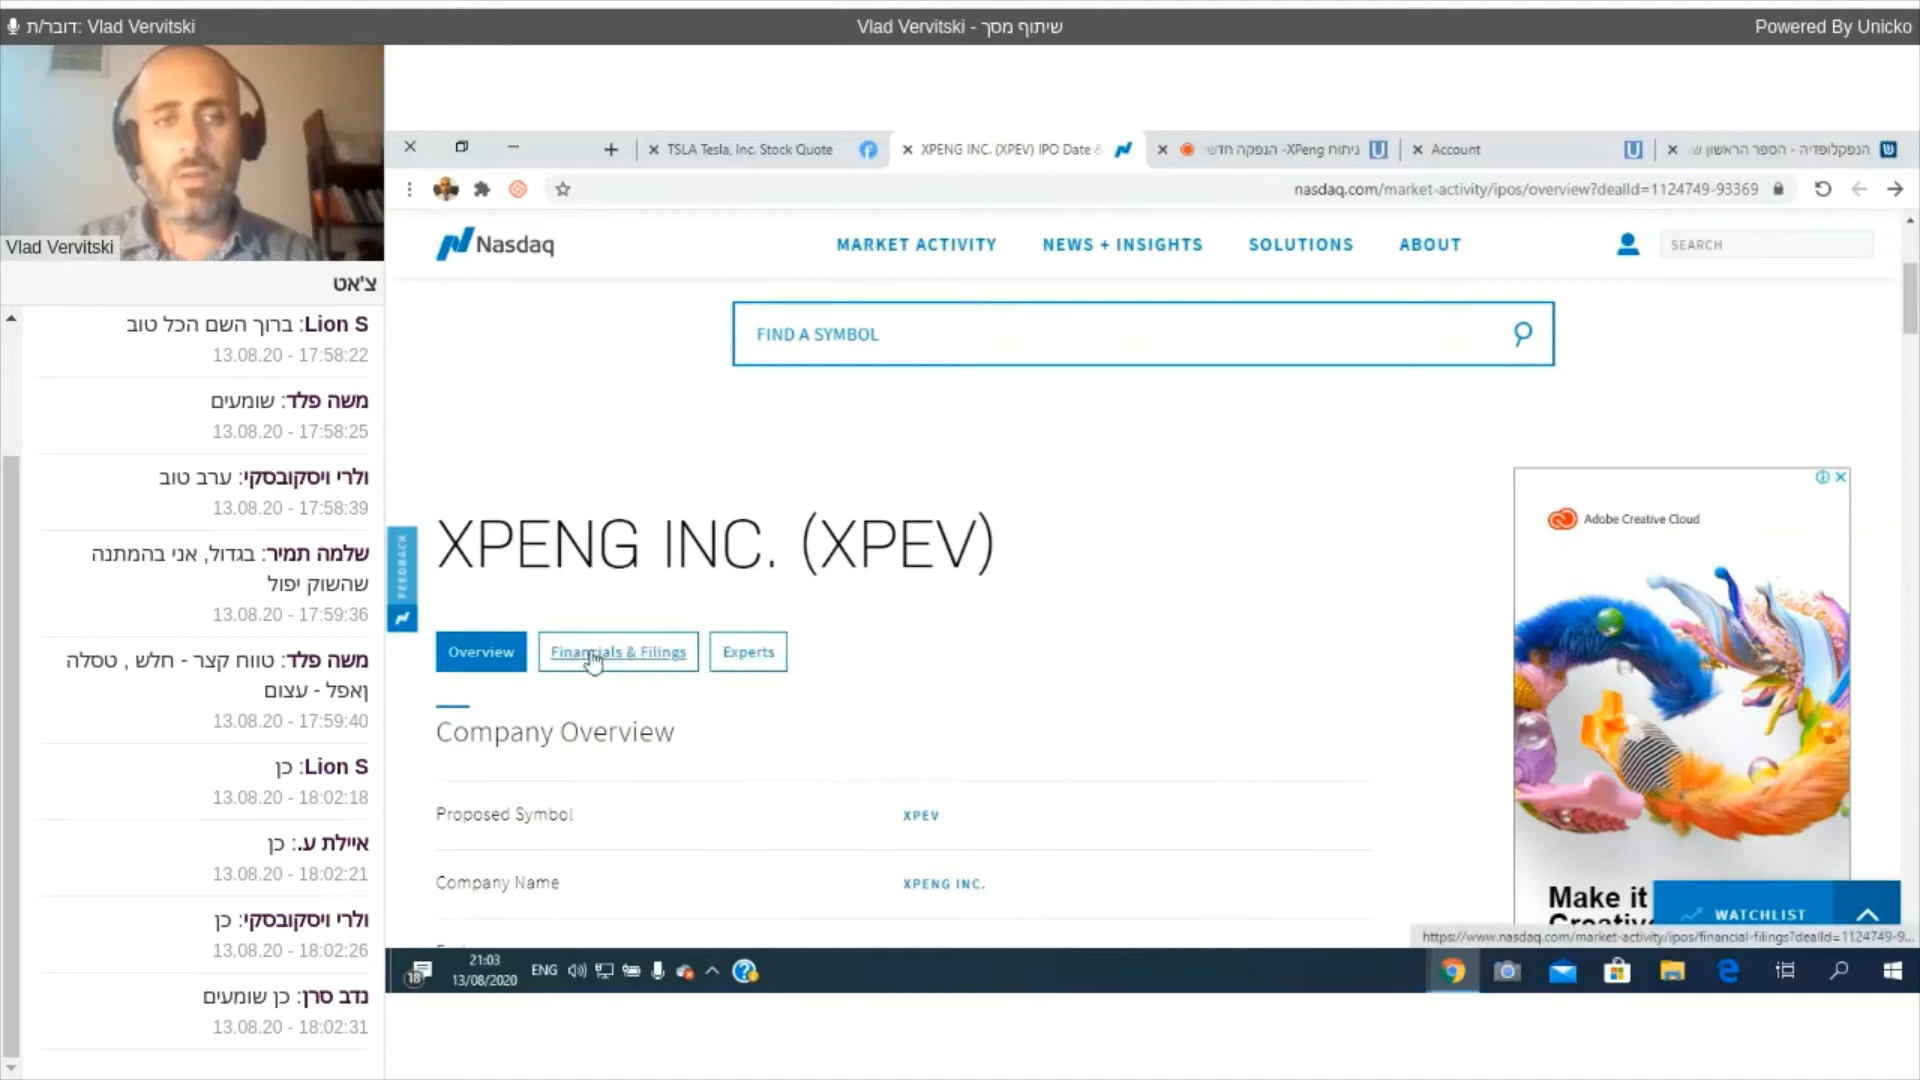 דובר/ת: Vlad Vervitski
שיתוף מסך - Vlad Vervitski
Powered By Unicko
Vlad Vervitski
צ'אט
Lion S: ברוך השם הכל טוב
13.08.20 - 17:58:22
משה פלד: שומעים
13.08.20 - 17:58:25
ולרי ויסקובסקי: ערב טוב
13.08.20 - 17:58:39
שלמה תמיר: בגדול, אני בהמתנה
שהשוק יפול
13.08.20 - 17:59:36
משה פלד: טווח קצר - חלש , טסלה
ןאפל - עצום
13.08.20 - 17:59:40
Lion S: כן
13.08.20 - 18:02:18
איילת ע.: כן
13.08.20 - 18:02:21
ולרי ויסקובסקי: כן
13.08.20 - 18:02:26
נדב סרן: כן שומעים
13.08.20 - 18:02:31
TSLA Tesla, Inc. Stock Quote
XPENG INC. (XPEV) IPO Date &
ניתוח XPeng- הנפקה חדש
Account
הנפקלופדיה - הספר הראשון ש
nasdaq.com/market-activity/ipos/overview?dealId=1124749-93369
Nasdaq
MARKET ACTIVITY
NEWS + INSIGHTS
SOLUTIONS
ABOUT
SEARCH
FIND A SYMBOL
XPENG INC. (XPEV)
FEEDBACK
Overview
Financials & Filings
Experts
Company Overview
Proposed Symbol
XPEV
Company Name
XPENG INC.
Adobe Creative Cloud
Make it
WATCHLIST
https://www.nasdaq.com/market-activity/ipos/financial-filings?dealId=1124749-9...
18
21:03
13/08/2020
ENG